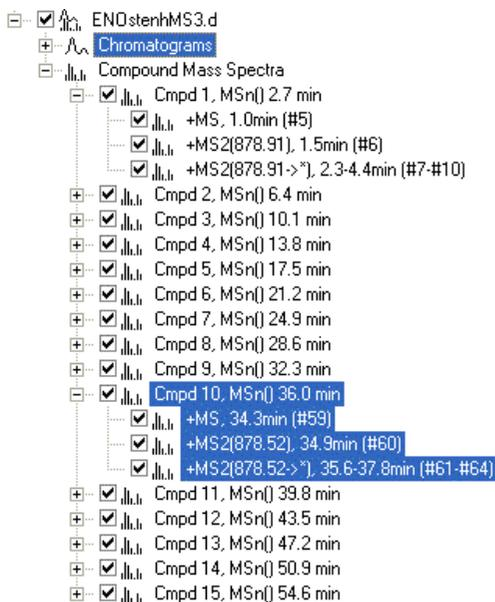 ENOstenhMS3.d
Chromatograms
Compound Mass Spectra
Cmpd 1, MSn() 2.7 min
+MS, 1.0min (#5)
+MS2(878.91), 1.5min (#6)
+MS2(878.91->*), 2.3-4.4min (#7-#10)
Cmpd 2, MSn() 6.4 min
Cmpd 3, MSn() 10.1 min
Cmpd 4, MSn() 13.8 min
Cmpd 5, MSn() 17.5 min
Cmpd 6, MSn() 21.2 min
Cmpd 7, MSn() 24.9 min
Cmpd 8, MSn() 28.6 min
Cmpd 9, MSn() 32.3 min
Cmpd 10, MSn() 36.0 min
+MS, 34.3min (#59)
+MS2(878.52), 34.9min (#60)
+MS2(878.52->*), 35.6-37.8min (#61-#64)
Cmpd 11, MSn() 39.8 min
Cmpd 12, MSn() 43.5 min
Cmpd 13, MSn() 47.2 min
Cmpd 14, MSn() 50.9 min
Cmpd 15, MSn() 54.6 min